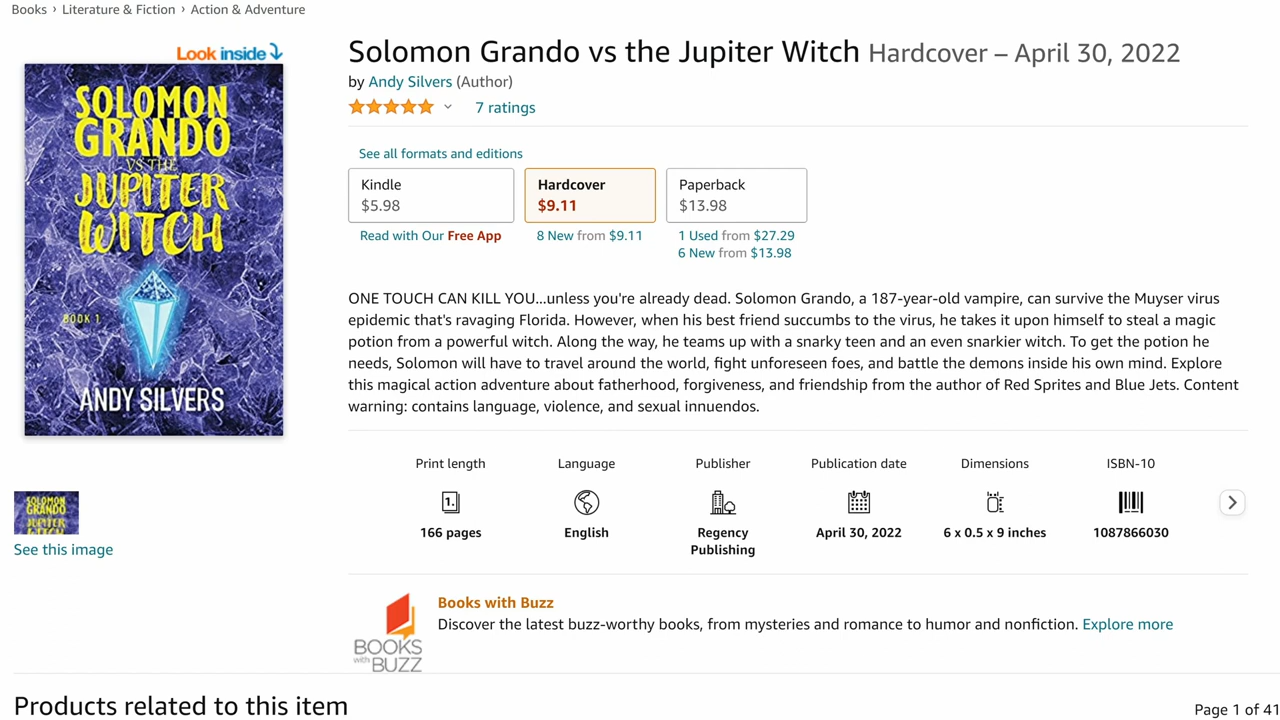 Books › Literature & Fiction › Action & Adventure
Look inside
SOLOMON
GRANDO
VS THE
JUPITER
WITCH
BOOK 1
ANDY SILVERS
Solomon Grando vs the Jupiter Witch Hardcover – April 30, 2022
by Andy Silvers (Author)
7 ratings
See all formats and editions
Kindle
$5.98
Read with Our Free App
Hardcover
$9.11
8 New from $9.11
Paperback
$13.98
1 Used from $27.29
6 New from $13.98
ONE TOUCH CAN KILL YOU...unless you're already dead. Solomon Grando, a 187-year-old vampire, can survive the Muyser virus
epidemic that's ravaging Florida. However, when his best friend succumbs to the virus, he takes it upon himself to steal a magic
potion from a powerful witch. Along the way, he teams up with a snarky teen and an even snarkier witch. To get the potion he
needs, Solomon will have to travel around the world, fight unforeseen foes, and battle the demons inside his own mind. Explore
this magical action adventure about fatherhood, forgiveness, and friendship from the author of Red Sprites and Blue Jets. Content
warning: contains language, violence, and sexual innuendos.
SOLOMON
GRANDO
JUPITER
WITCH
See this image
Print length
1.
166 pages
Language
English
Publisher
Regency
Publishing
Publication date
April 30, 2022
Dimensions
6 x 0.5 x 9 inches
ISBN-10
1087866030
BOOKS
with BUZZ
Books with Buzz
Discover the latest buzz-worthy books, from mysteries and romance to humor and nonfiction. Explore more
Products related to this item
Page 1 of 41